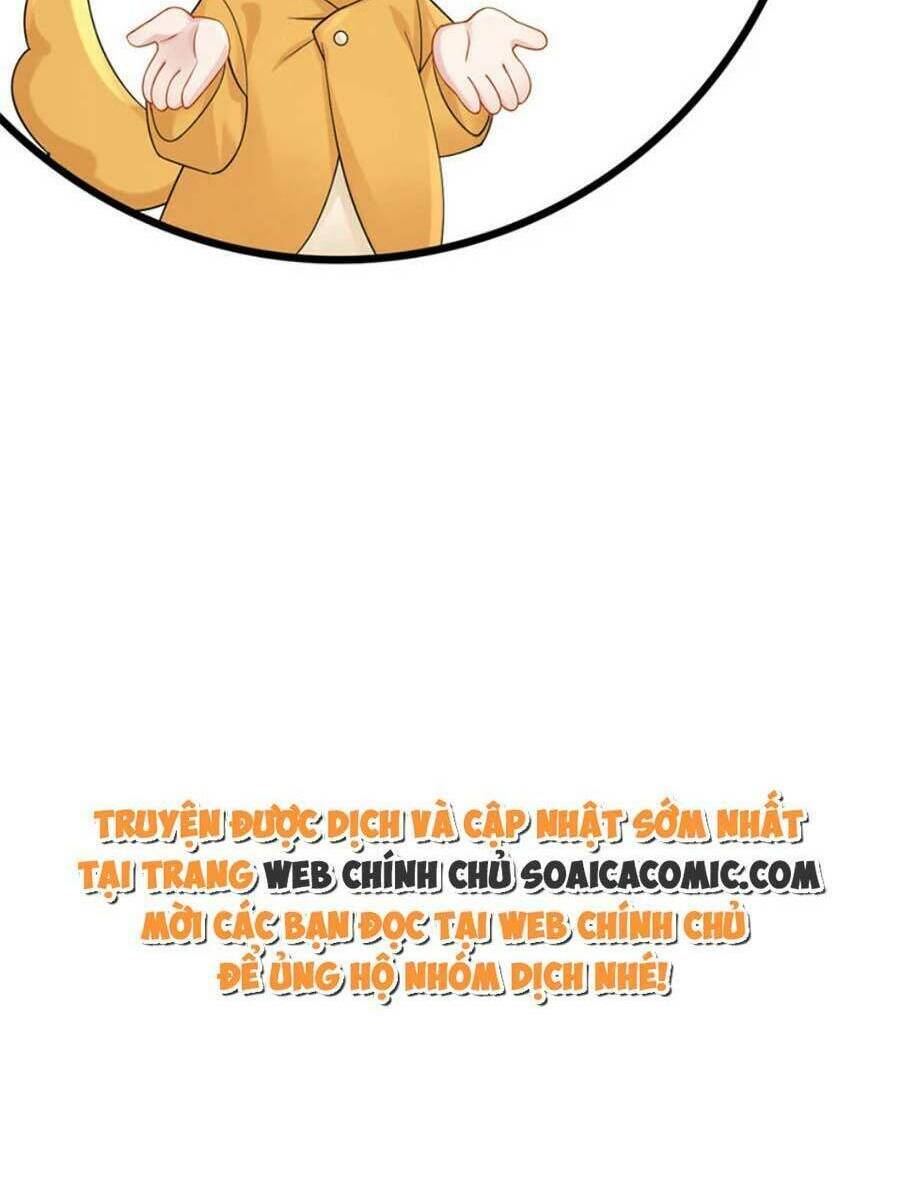 TRUYỆN ĐƯỢC DỊCH VÀ CẬP NHẬT SỚM NHẤT
TẠI TRANG WEB CHÍNH CHỦ SOAICACOMIC.COM
MỜI CÁC BẠN ĐỌC TẠI WEB CHÍNH CHỦ
ĐỂ ỦNG HỘ NHÓM DỊCH NHÉ!